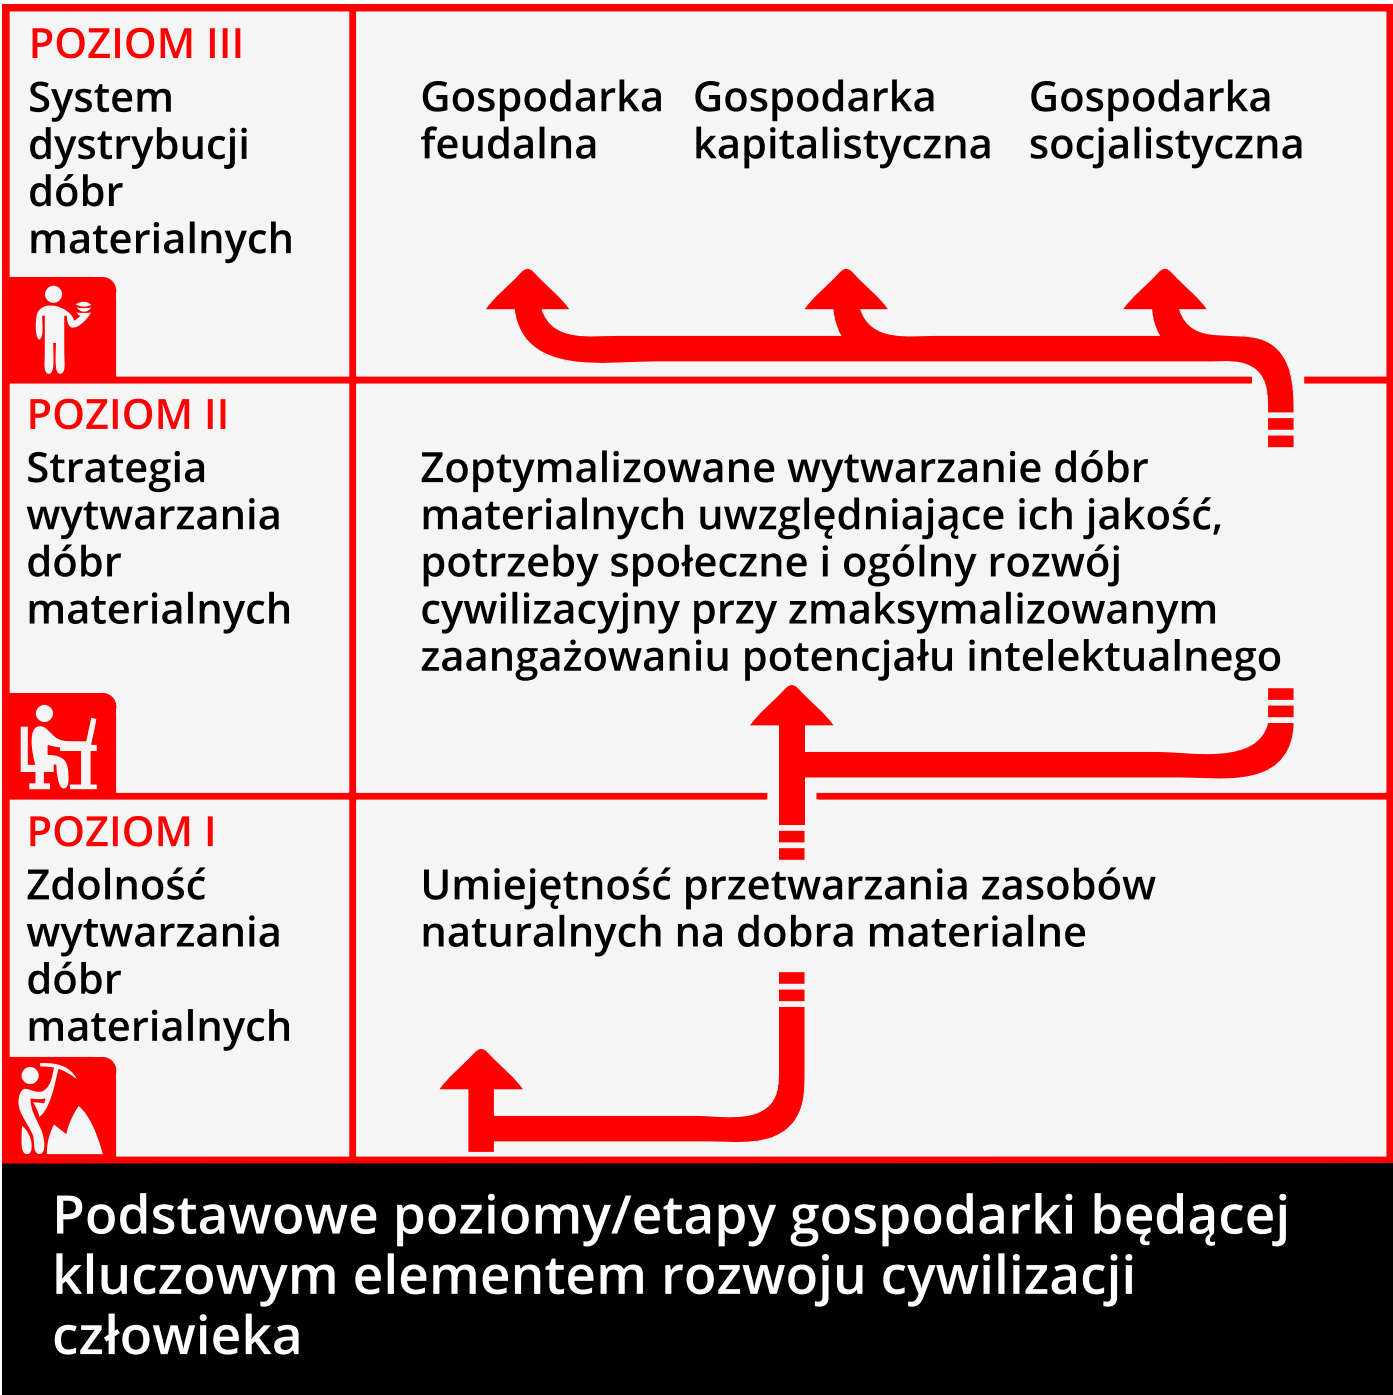 POZIOM III
System
dystrybucji
dóbr
materialnych
Gospodarka
feudalna
Gospodarka
kapitalistyczna
Gospodarka
socjalistyczna
POZIOM II
Strategia
wytwarzania
dóbr
materialnych
Zoptymalizowane wytwarzanie dóbr
materialnych uwzględniające ich jakość,
potrzeby społeczne i ogólny rozwój
cywilizacyjny przy zmaksymalizowanym
zaangażowaniu potencjału intelektualnego
POZIOM I
Zdolność
wytwarzania
dóbr
materialnych
Umiejętność przetwarzania zasobów
naturalnych na dobra materialne
Podstawowe poziomy/etapy gospodarki będącej
kluczowym elementem rozwoju cywilizacji
człowieka